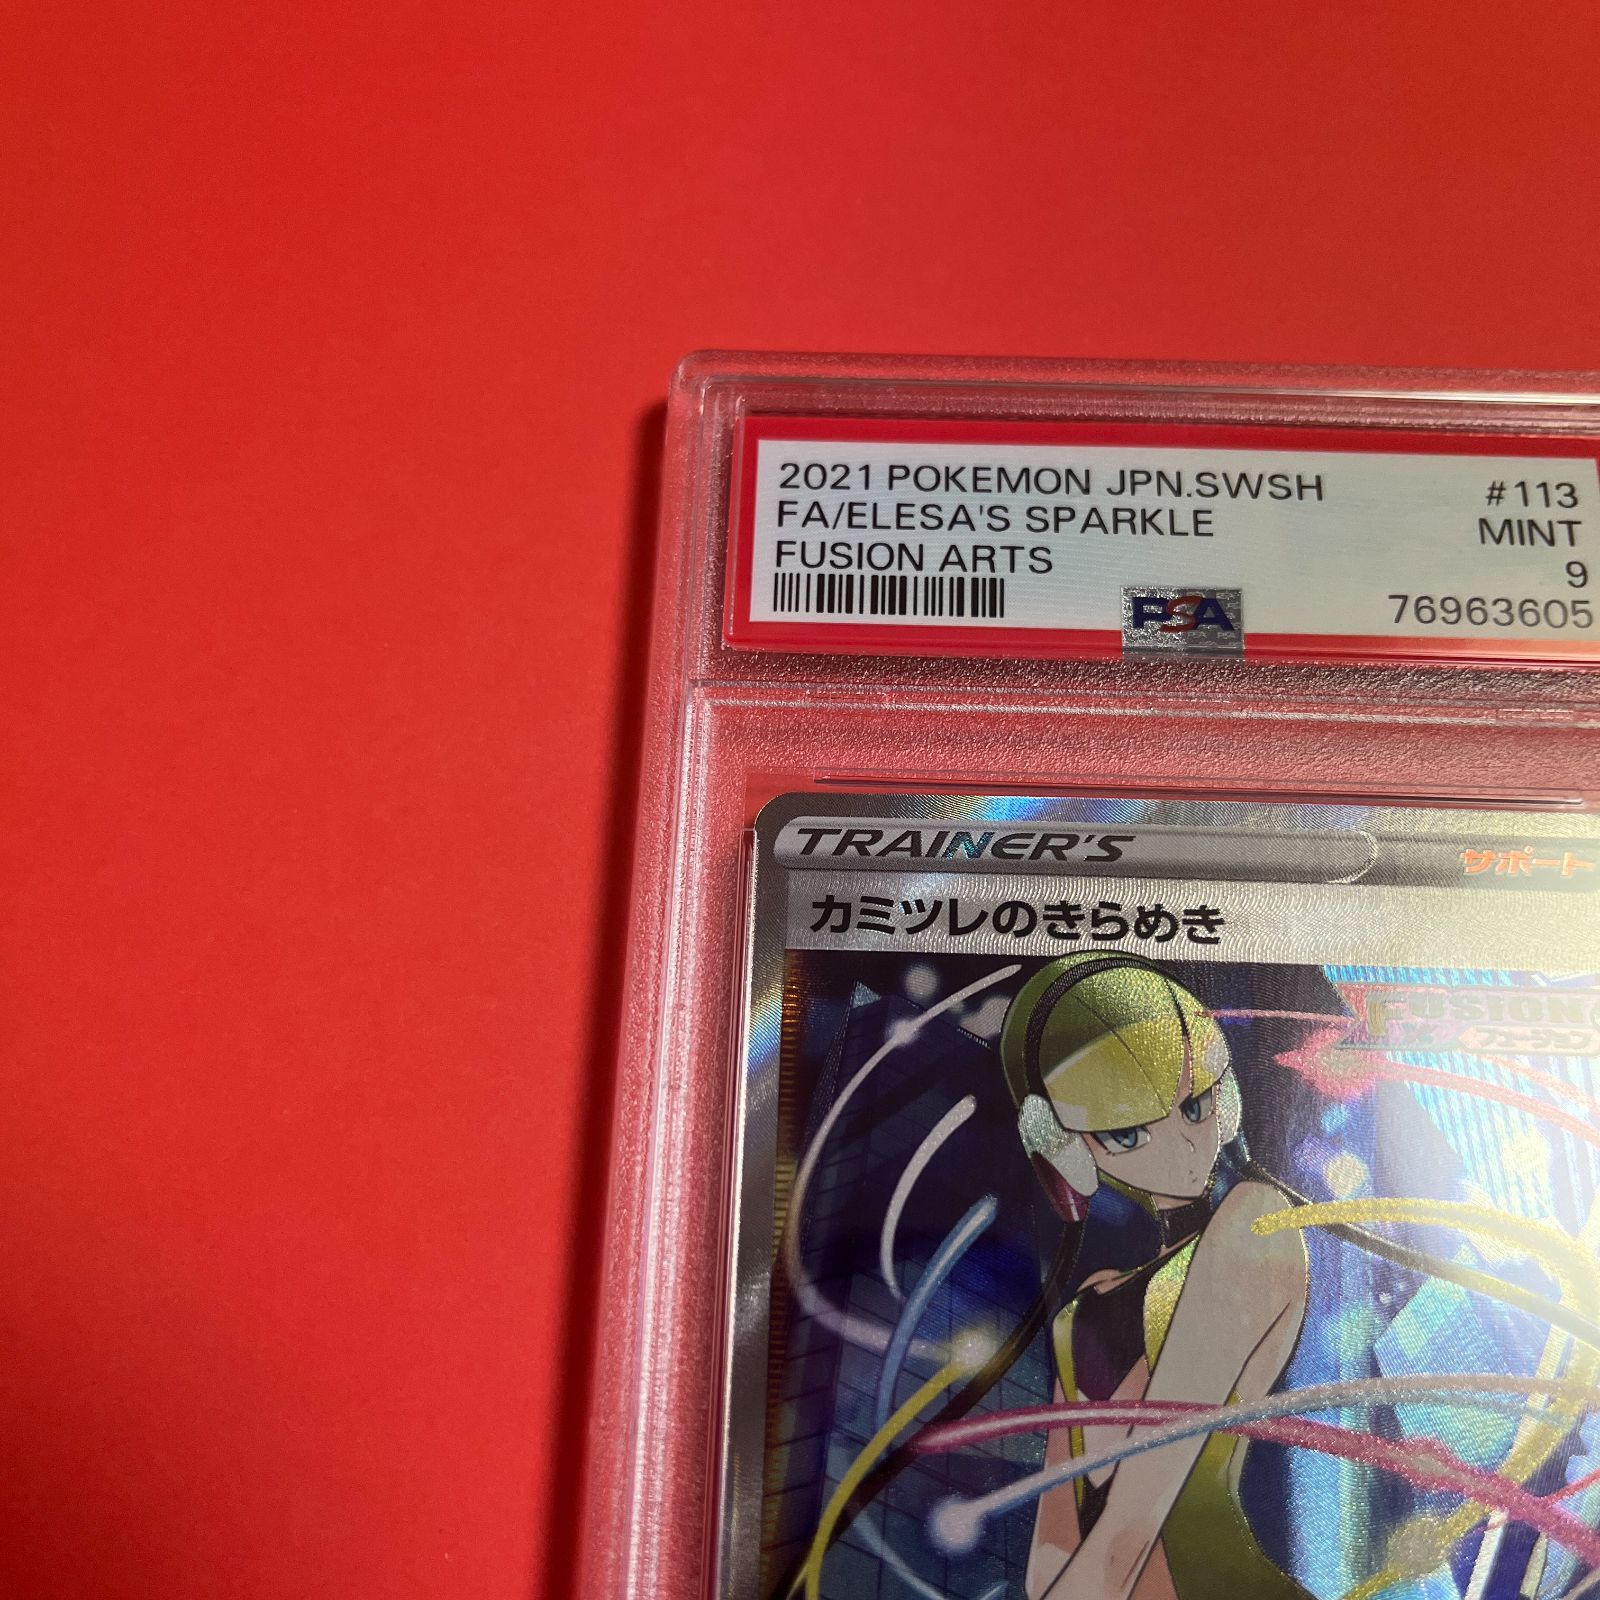 2021 POKEMON JPN.SWSH #113
FA/ELESA'S SPARKLE MINT
FUSION ARTS 9
PSA 76963605
TRAINER'S サポート
カミツレのきらめき
FUSION
フュージョン